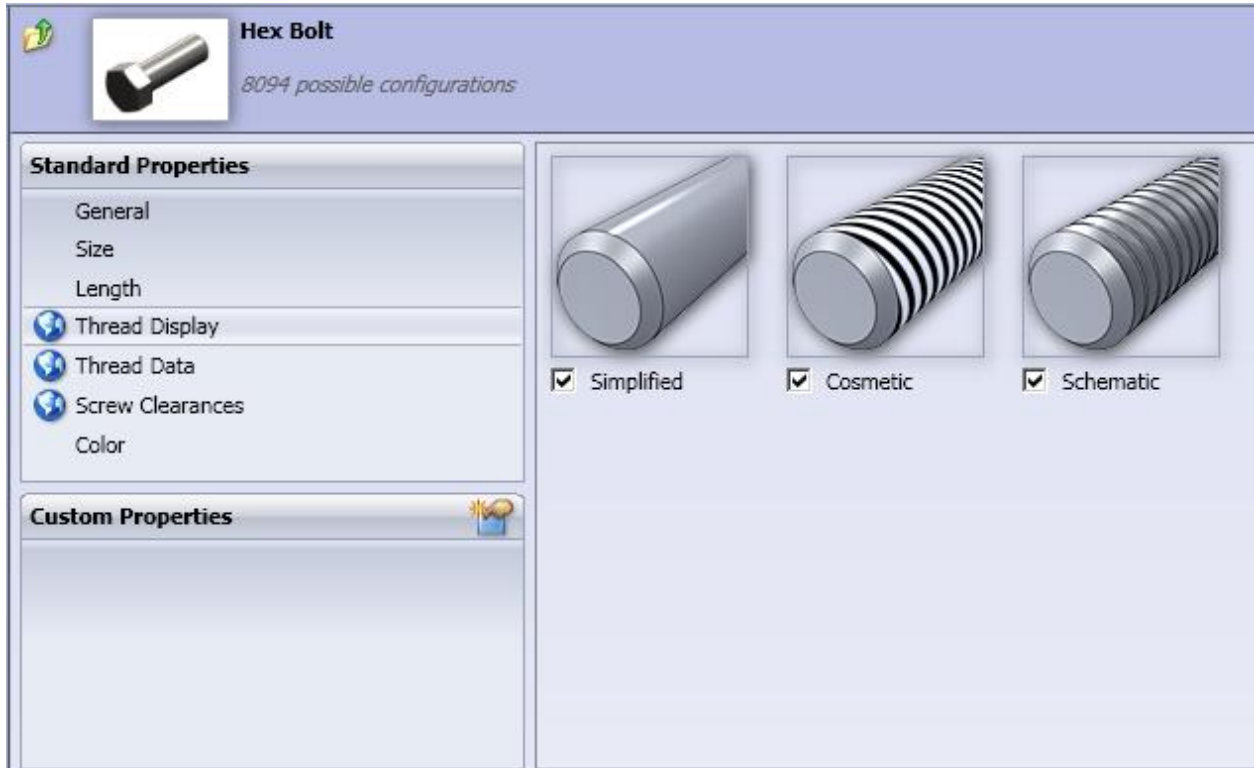 Hex Bolt
8094 possible configurations
Standard Properties
General
Size
Length
Thread Display
Thread Data
Screw Clearances
Color
Custom Properties
Simplified
Cosmetic
Schematic